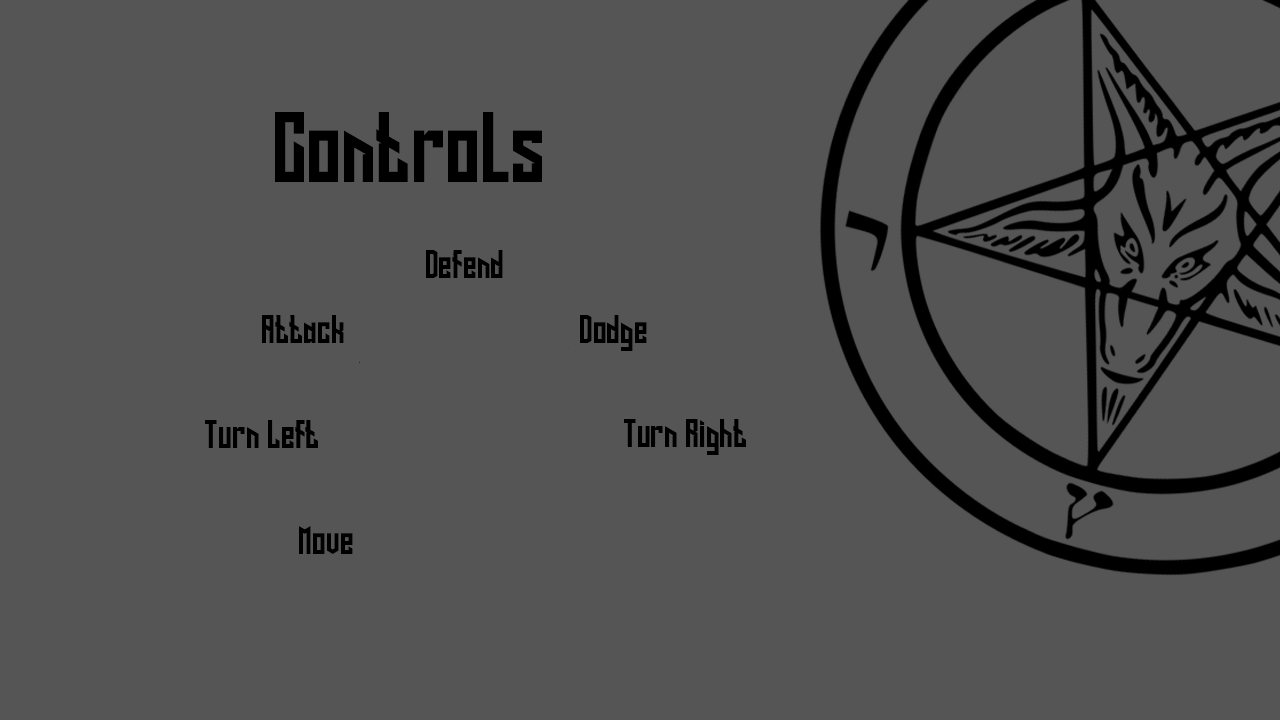 Controls
Defend
Attack
Dodge
Turn Left
Turn Right
Move
י
ץ